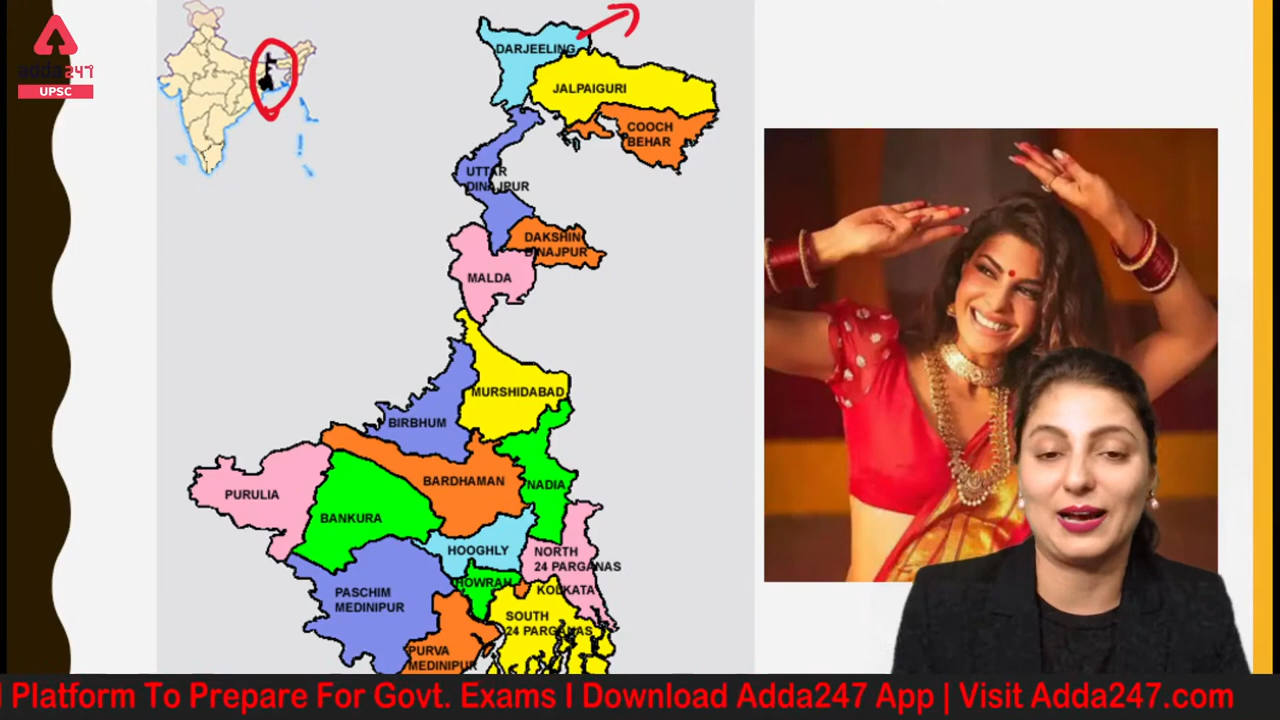 adda247
UPSC
DARJEELING
JALPAIGURI
COOCH
BEHAR
UTTAR
DINAJPUR
DAKSHIN
DINAJPUR
MALDA
MURSHIDABAD
BIRBHUM
BARDHAMAN
NADIA
PURULIA
BANKURA
HOOGHLY
NORTH
24 PARGANAS
HOWRAH
KOLKATA
PASCHIM
MEDINIPUR
SOUTH
24 PARGANAS
PURVA
MEDINIPUR
Platform To Prepare For Govt. Exams I Download Adda247 App | Visit Adda247.com